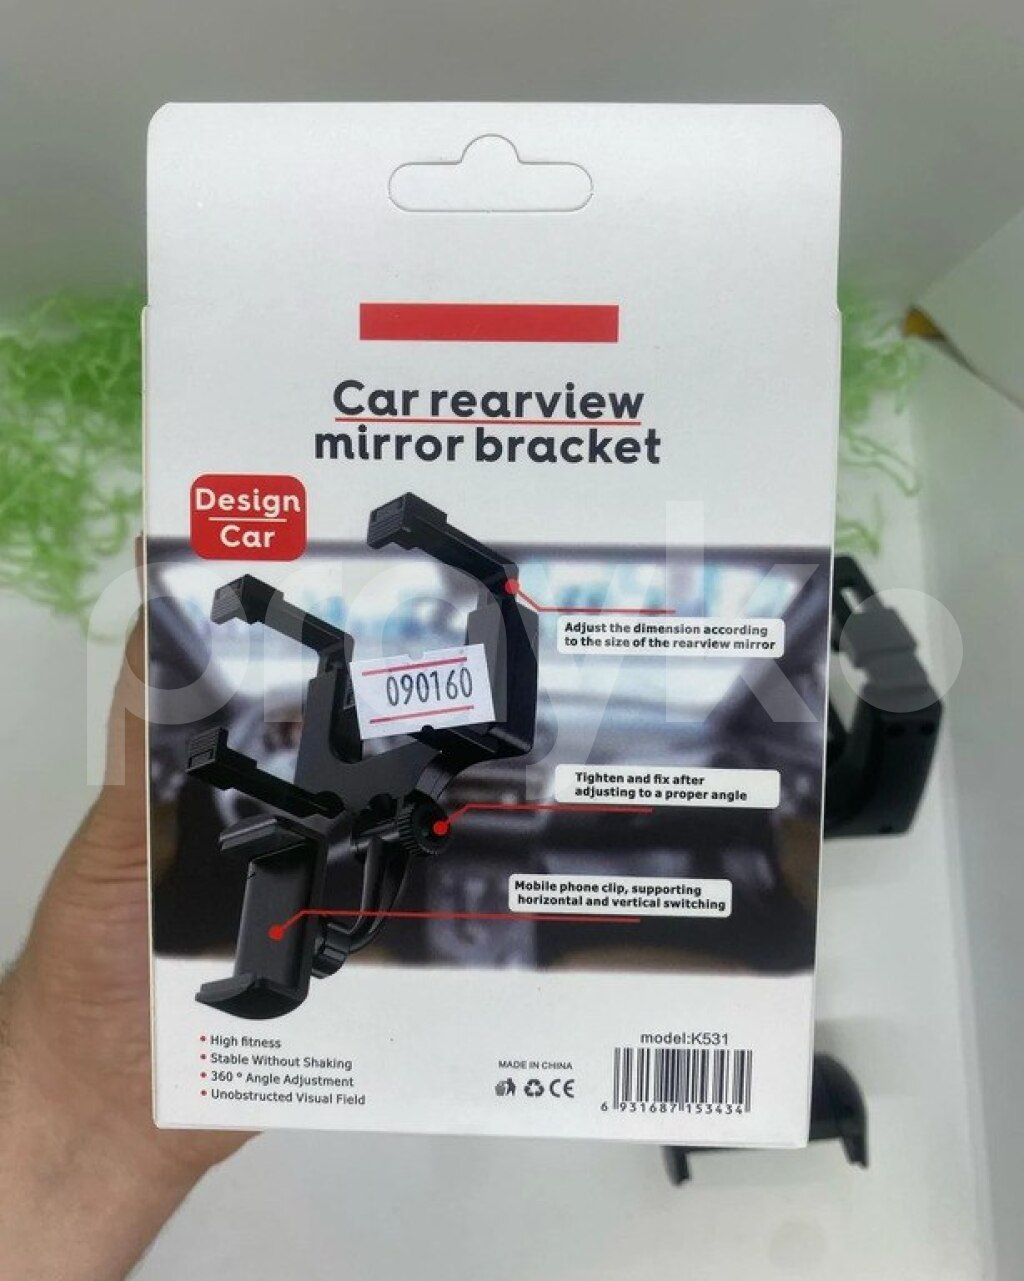 Car rearview
mirror bracket
Design
Car
Adjust the dimension according
to the size of the rearview mirror
090160
Tighten and fix after
adjusting to a proper angle
Mobile phone clip, supporting
horizontal and vertical switching
• High fitness
• Stable Without Shaking
• 360 ° Angle Adjustment
• Unobstructed Visual Field
MADE IN CHINA
CE
model:K531
6 931687 153434